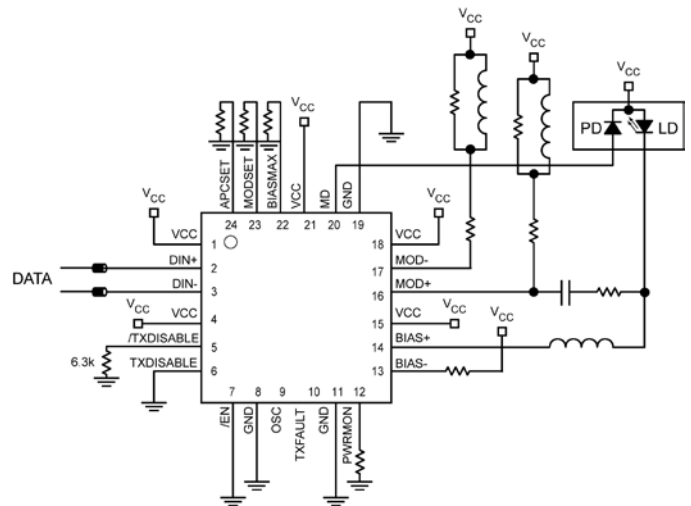 VCC
VCC
VCC
VCC
PD
LD
APCSET
MODSET
BIASMAX
VCC
MD
GND
24
23
22
21
20
19
VCC
VCC
1
18
VCC
VCC
DATA
DIN+
2
17
MOD-
DIN-
3
16
MOD+
VCC
VCC
4
15
VCC
VCC
VCC
/TXDISABLE
5
14
BIAS+
6.3k
TXDISABLE
6
13
BIAS-
7
8
9
10
11
12
/EN
GND
OSC
TXFAULT
GND
PWRMON